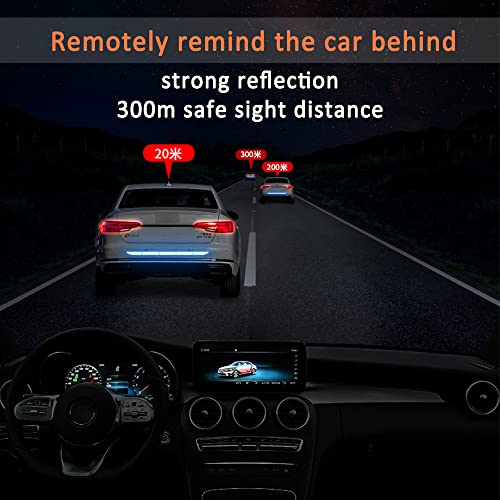 Remotely remind the car behind
strong reflection
300m safe sight distance
20米
300米
200米